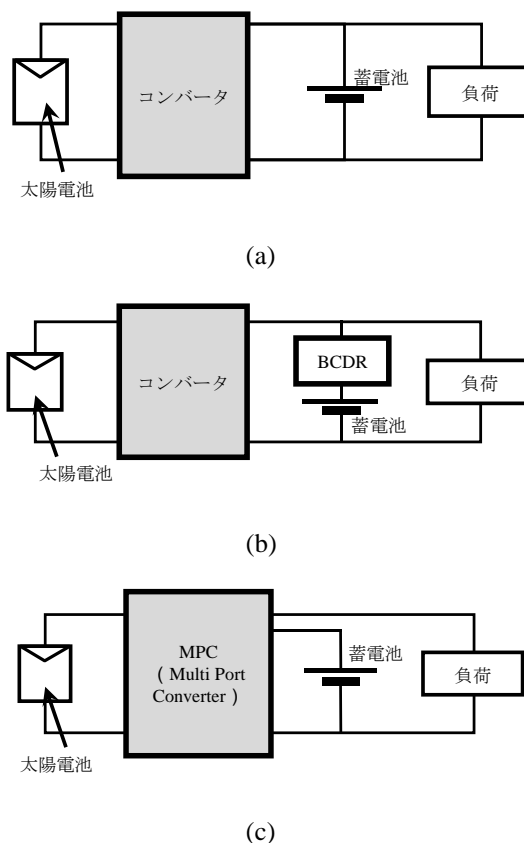 コンバータ
蓄電池
負荷
太陽電池
(a)
コンバータ
BCDR
蓄電池
負荷
太陽電池
(b)
MPC
( Multi Port
Converter )
蓄電池
負荷
太陽電池
(c)